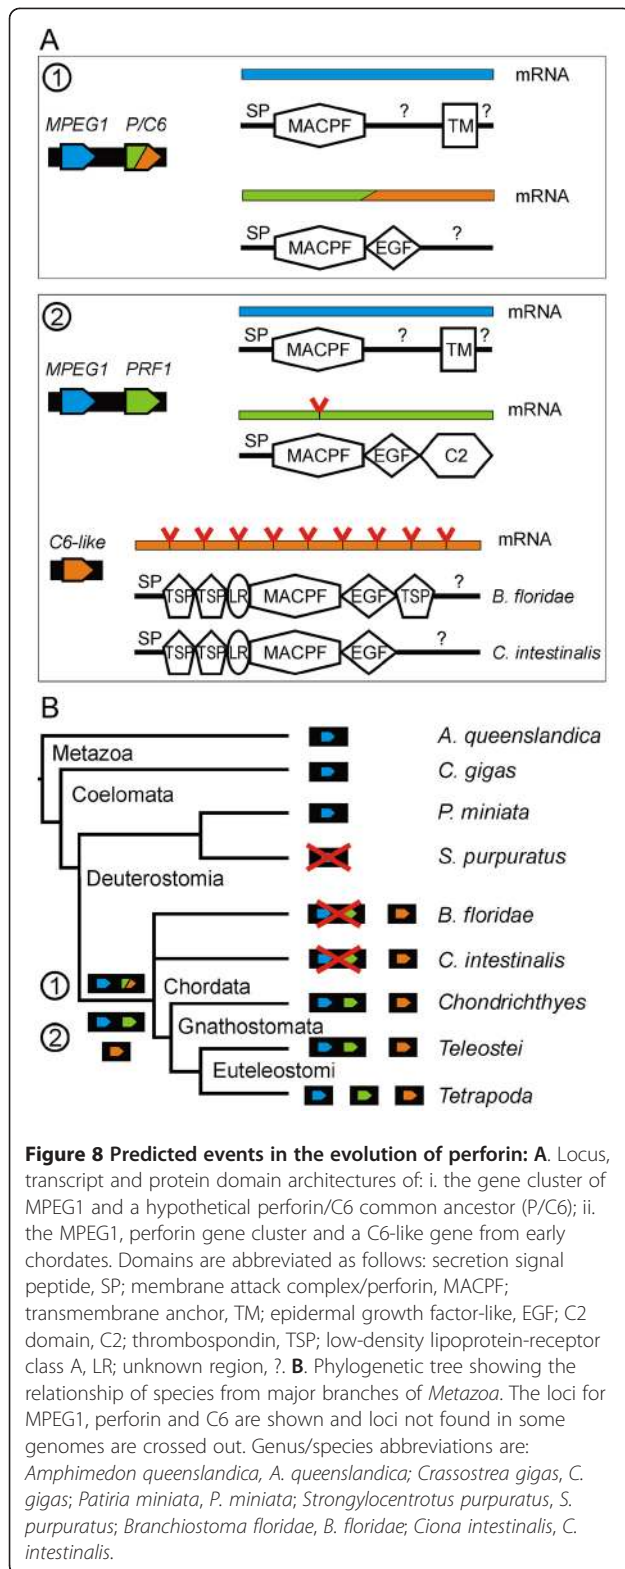 A
1
mRNA
MPEG1 P/C6
SP MACPF ? TM ?
mRNA
SP MACPF EGF ?
2
mRNA
SP MACPF ? TM ?
MPEG1 PRF1
mRNA
SP MACPF EGF C2
C6-like
mRNA
SP TSP TSP LR MACPF EGF TSP ? B. floridae
SP TSP TSP LR MACPF EGF ? C. intestinalis
B
A. queenslandica
Metazoa
C. gigas
Coelomata
P. miniata
S. purpuratus
Deuterostomia
B. floridae
C. intestinalis
1
Chordata
Chondrichthyes
2
Gnathostomata
Teleostei
Euteleostomi
Tetrapoda
Figure 8 Predicted events in the evolution of perforin: A. Locus,
transcript and protein domain architectures of: i. the gene cluster of
MPEG1 and a hypothetical perforin/C6 common ancestor (P/C6); ii.
the MPEG1, perforin gene cluster and a C6-like gene from early
chordates. Domains are abbreviated as follows: secretion signal
peptide, SP; membrane attack complex/perforin, MACPF;
transmembrane anchor, TM; epidermal growth factor-like, EGF; C2
domain, C2; thrombospondin, TSP; low-density lipoprotein-receptor
class A, LR; unknown region, ?. B. Phylogenetic tree showing the
relationship of species from major branches of Metazoa. The loci for
MPEG1, perforin and C6 are shown and loci not found in some
genomes are crossed out. Genus/species abbreviations are:
Amphimedon queenslandica, A. queenslandica; Crassostrea gigas, C.
gigas; Patiria miniata, P. miniata; Strongylocentrotus purpuratus, S.
purpuratus; Branchiostoma floridae, B. floridae; Ciona intestinalis, C.
intestinalis.